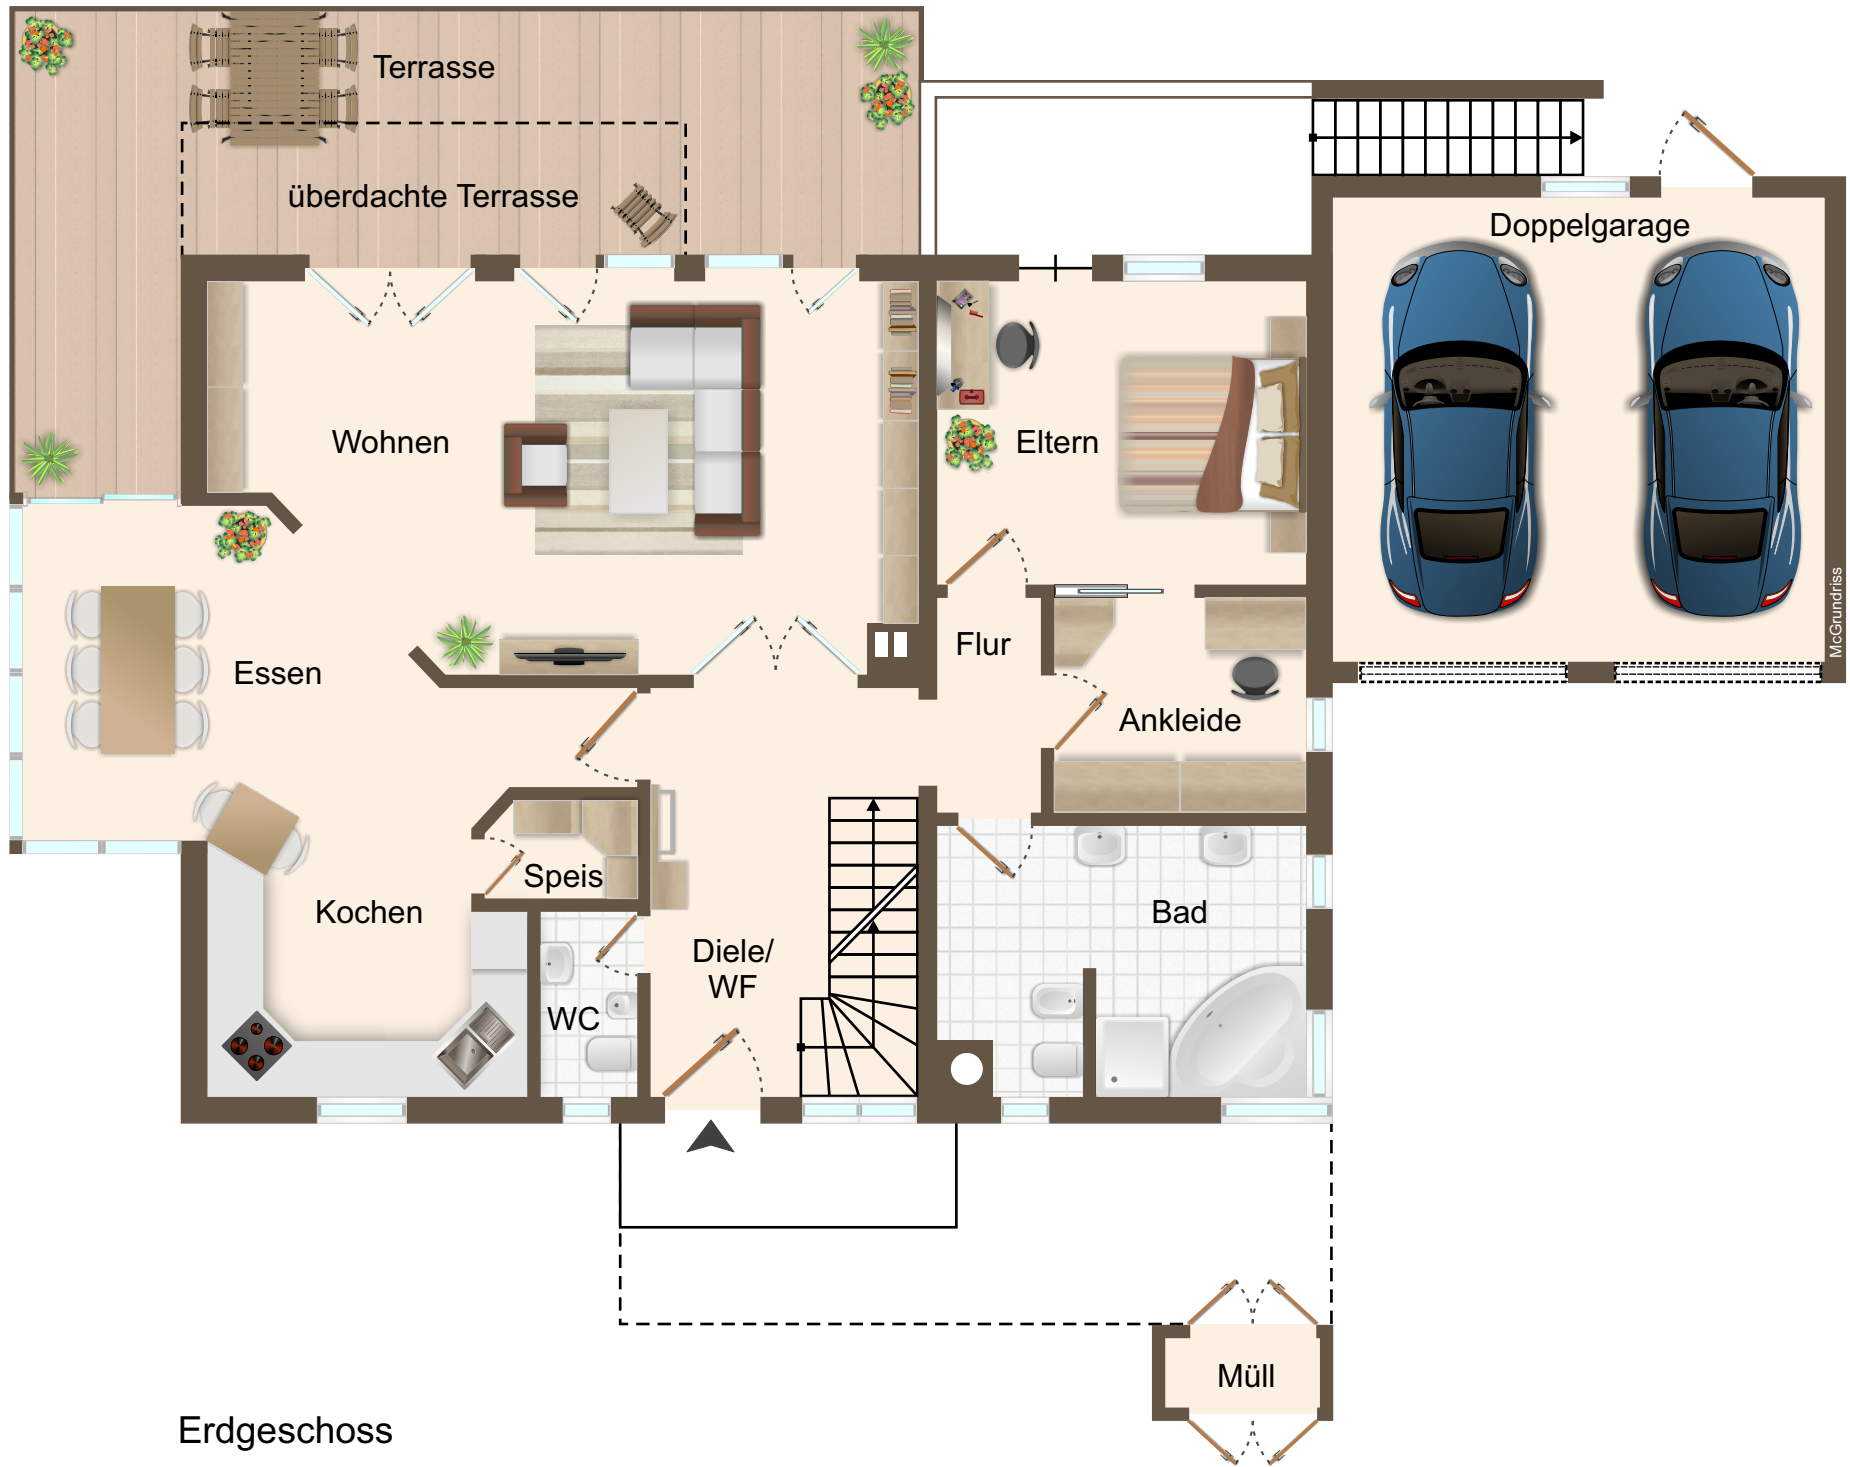 Terrasse
überdachte Terrasse
Doppelgarage
Wohnen
Eltern
McGrundriss
Flur
Essen
Ankleide
Speis
Kochen
Bad
Diele/
WF
WC
Müll
Erdgeschoss